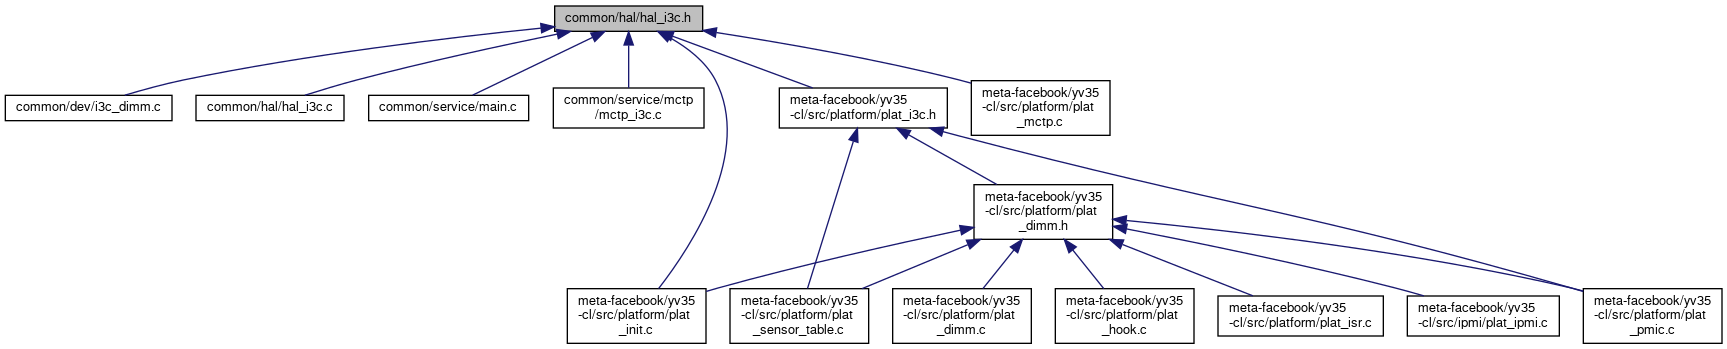 common/hal/hal_i3c.h
common/dev/i3c_dimm.c
common/hal/hal_i3c.c
common/service/main.c
common/service/mctp
/mctp_i3c.c
meta-facebook/yv35
-cl/src/platform/plat_i3c.h
meta-facebook/yv35
-cl/src/platform/plat
_mctp.c
meta-facebook/yv35
-cl/src/platform/plat
_dimm.h
meta-facebook/yv35
-cl/src/platform/plat
_init.c
meta-facebook/yv35
-cl/src/platform/plat
_sensor_table.c
meta-facebook/yv35
-cl/src/platform/plat
_dimm.c
meta-facebook/yv35
-cl/src/platform/plat
_hook.c
meta-facebook/yv35
-cl/src/platform/plat_isr.c
meta-facebook/yv35
-cl/src/ipmi/plat_ipmi.c
meta-facebook/yv35
-cl/src/platform/plat
_pmic.c